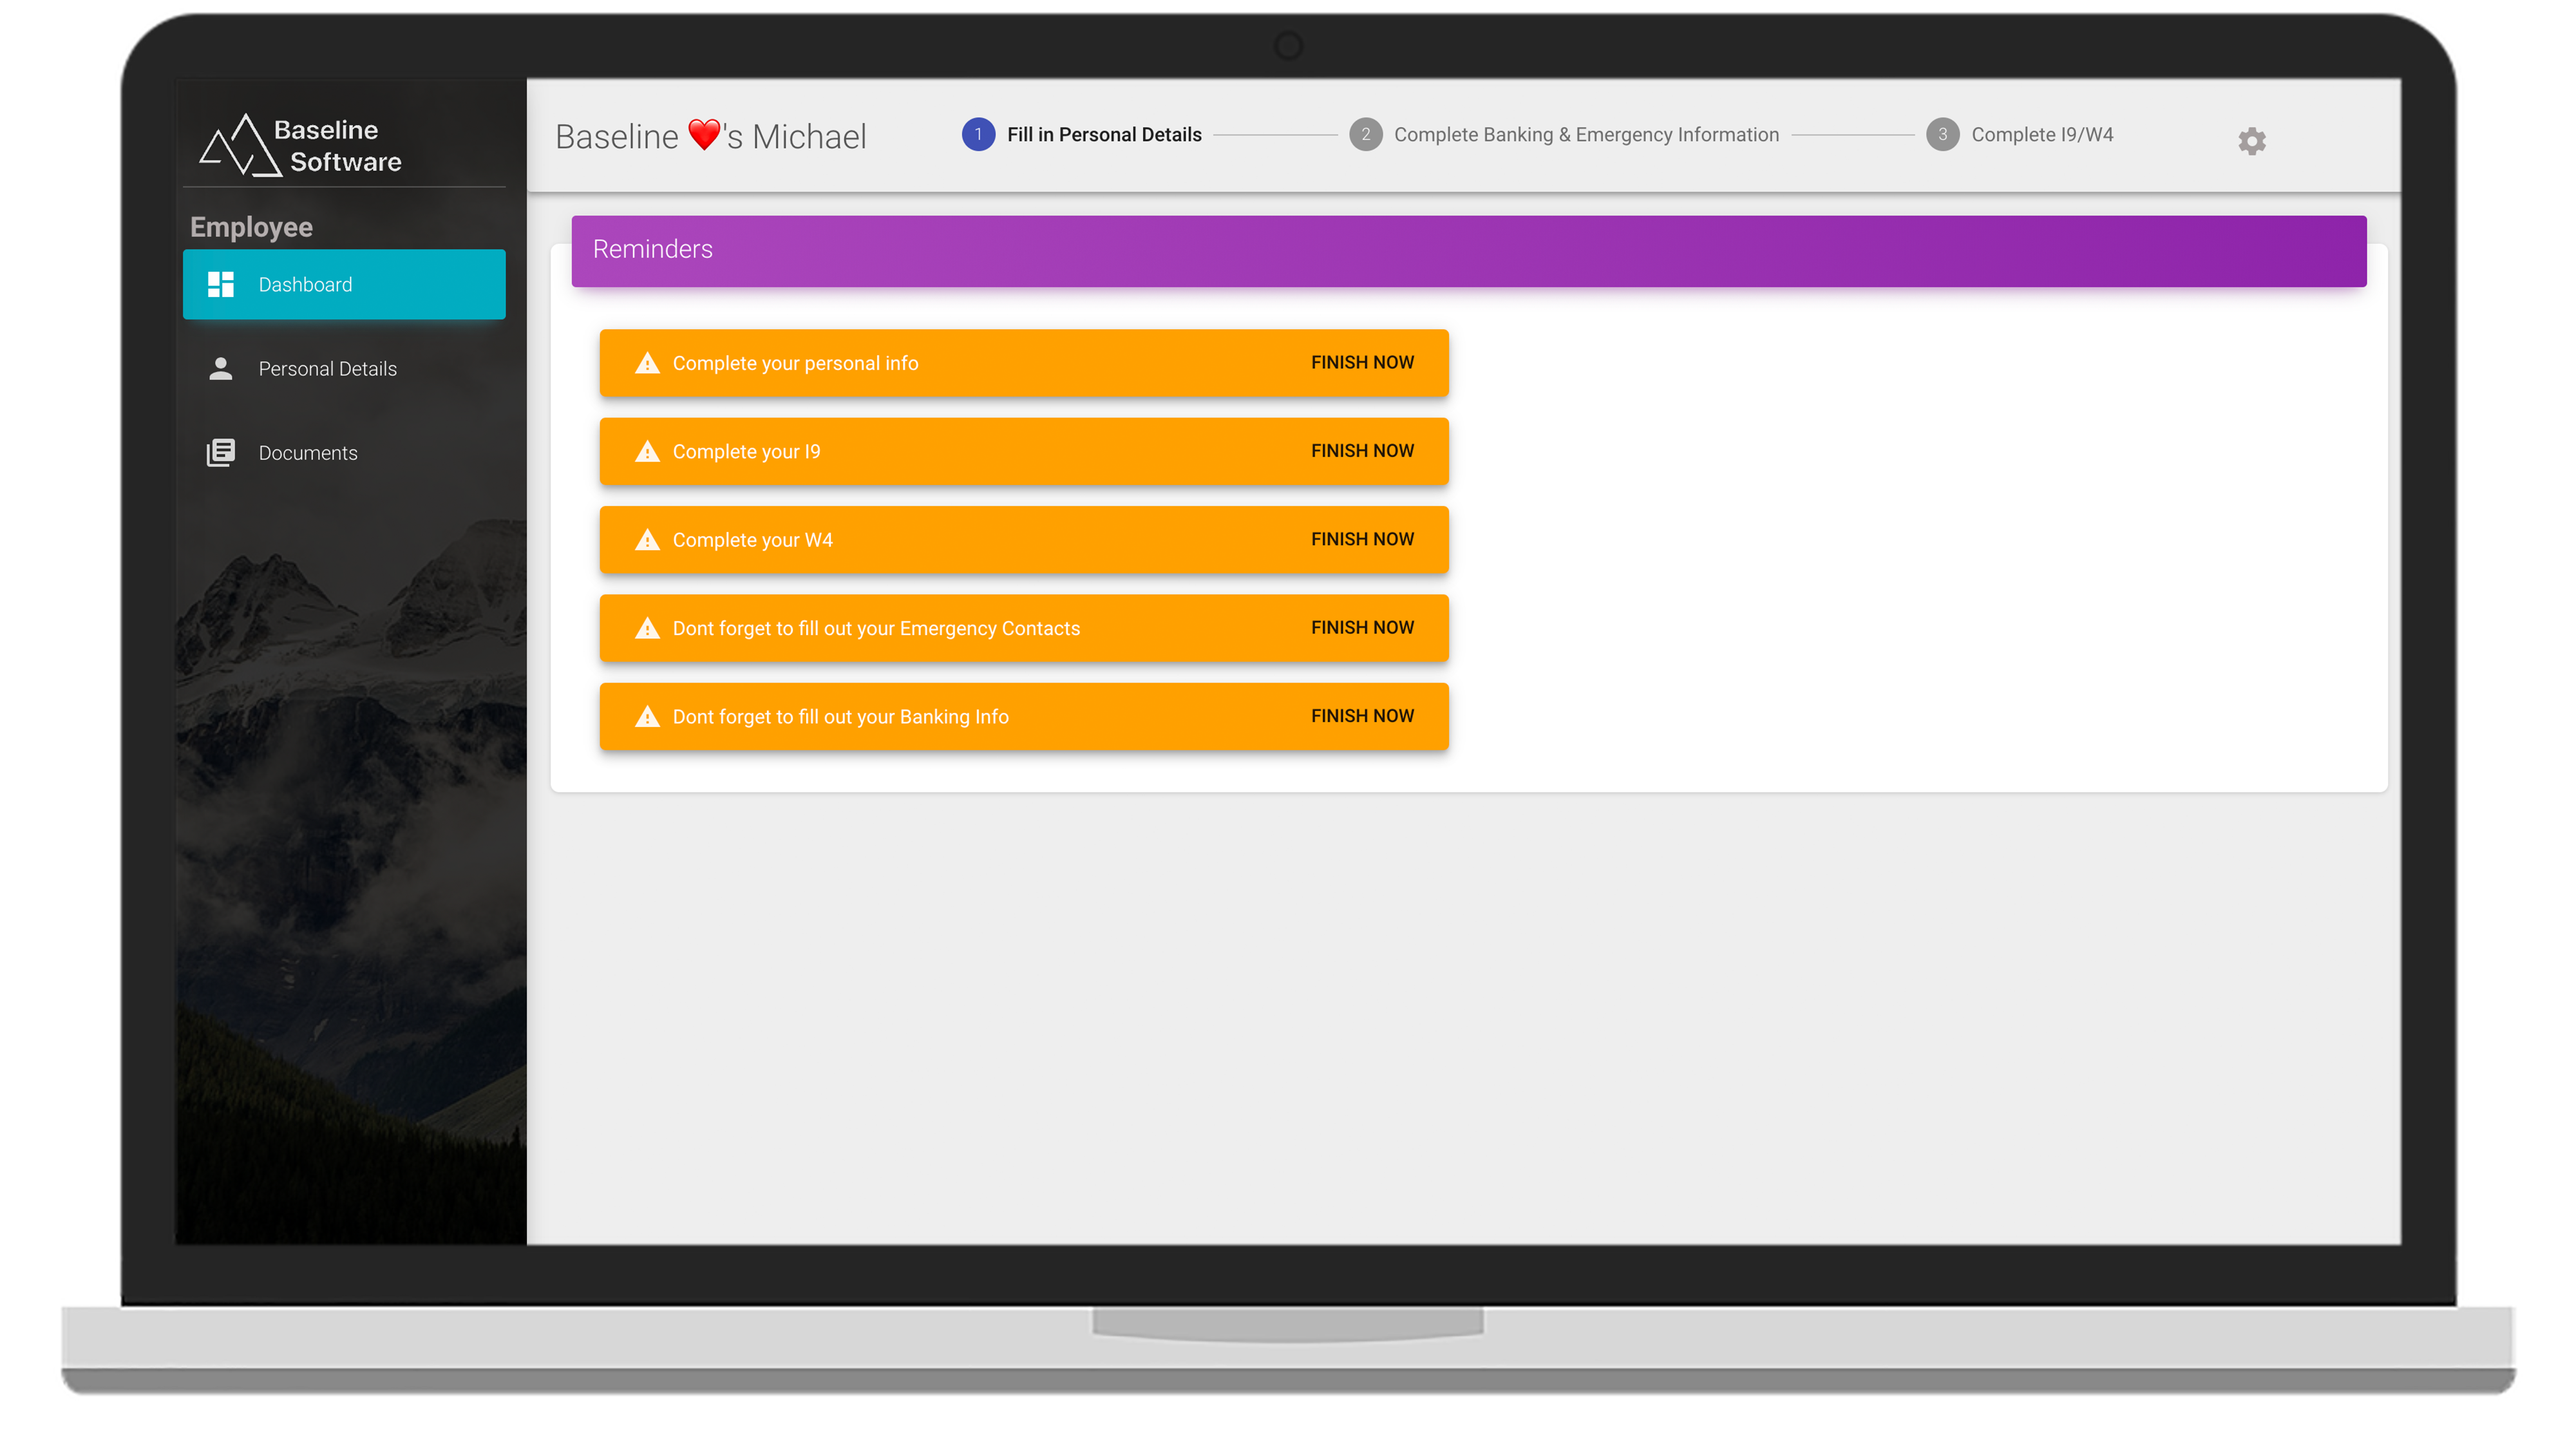 Baseline
Software
Employee
Dashboard
Personal Details
Documents
Baseline ❤️'s Michael
1 Fill in Personal Details
2 Complete Banking & Emergency Information
3 Complete I9/W4
Reminders
Complete your personal info FINISH NOW
Complete your I9 FINISH NOW
Complete your W4 FINISH NOW
Dont forget to fill out your Emergency Contacts FINISH NOW
Dont forget to fill out your Banking Info FINISH NOW